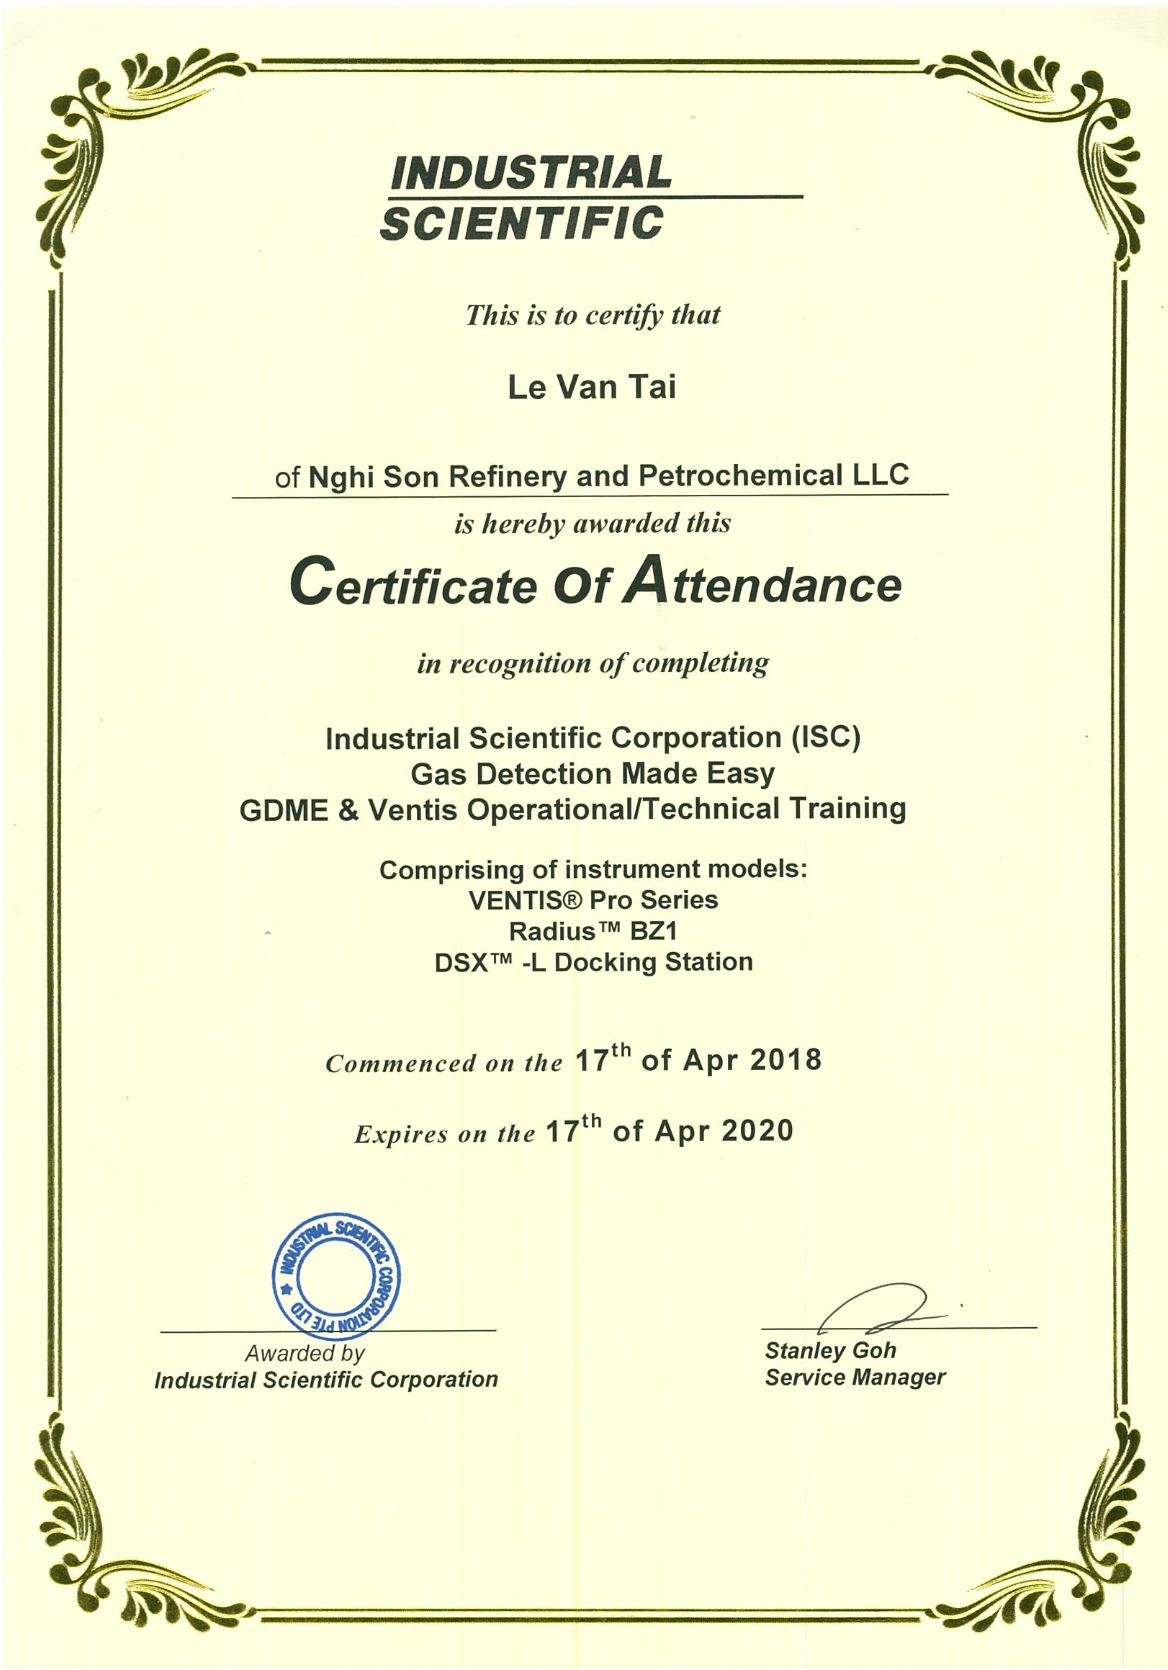 INDUSTRIAL
SCIENTIFIC
This is to certify that
Le Van Tai
of Nghi Son Refinery and Petrochemical LLC
is hereby awarded this
Certificate of Attendance
in recognition of completing
Industrial Scientific Corporation (ISC)
Gas Detection Made Easy
GDME & Ventis Operational/Technical Training
Comprising of instrument models:
VENTIS® Pro Series
Radius™ BZ1
DSX™ -L Docking Station
Commenced on the 17th of Apr 2018
Expires on the 17th of Apr 2020
INDUSTRIAL SCIENTIFIC CORPORATION PTE LTD
Awarded by
Industrial Scientific Corporation
Stanley Goh
Service Manager